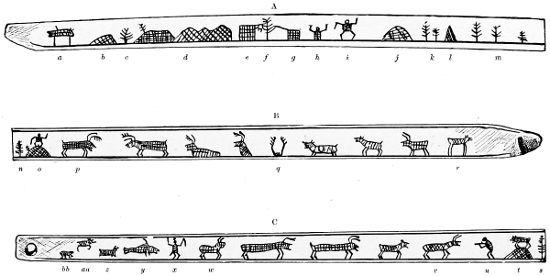 A
a b c d e f g h i j k l m
B
n o p q r
C
bb aa z y x w v u t s